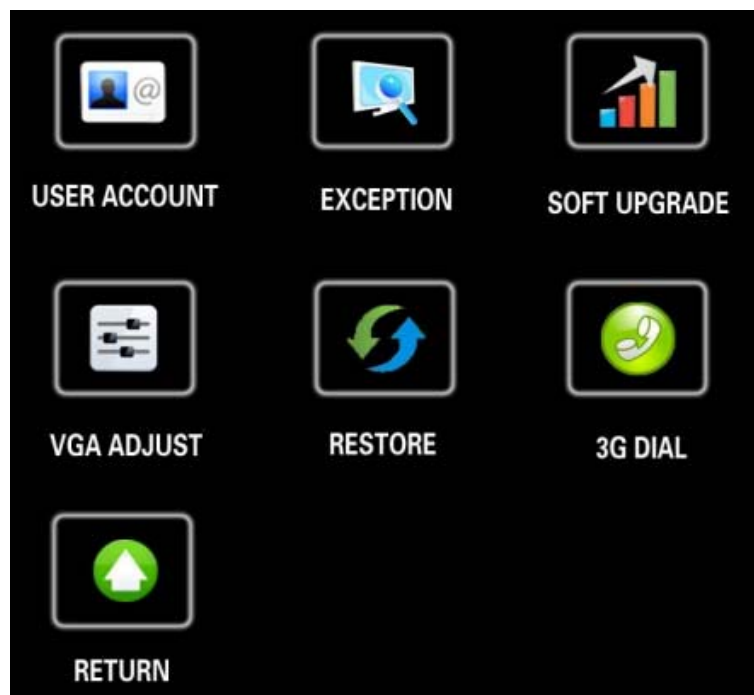 @
USER ACCOUNT
EXCEPTION
SOFT UPGRADE
VGA ADJUST
RESTORE
3G DIAL
RETURN